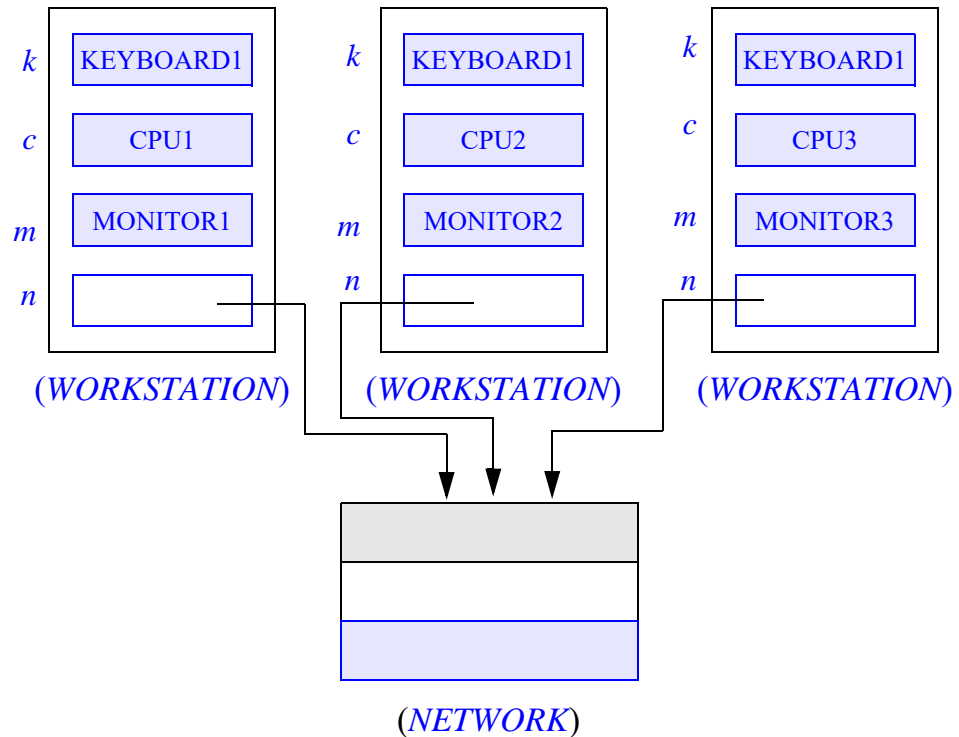 k KEYBOARD1 k KEYBOARD1 k KEYBOARD1
c CPU1 c CPU2 c CPU3
m MONITOR1 m MONITOR2 m MONITOR3
n n n
(WORKSTATION) (WORKSTATION) (WORKSTATION)
(NETWORK)